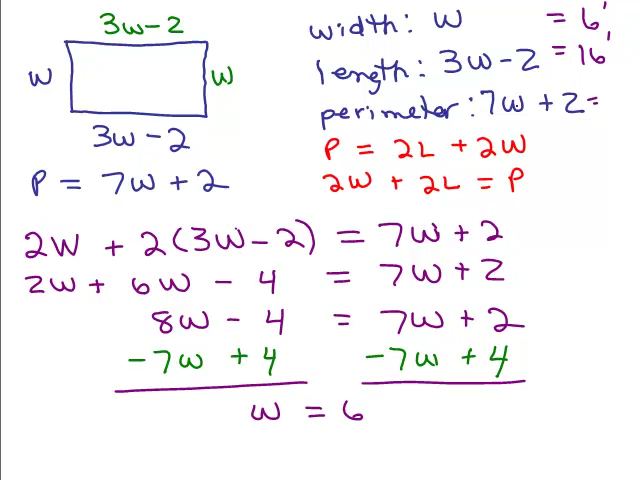 3w-2
w
w
3w-2
P = 7w+2
width: w = 6'
length: 3w-2 = 16'
perimeter: 7w+2=
P = 2L + 2W
2W + 2L = P
2W + 2(3W-2) = 7w+2
2w + 6w - 4 = 7w+2
8w - 4 = 7w+2
-7w +4 -7w +4
w = 6